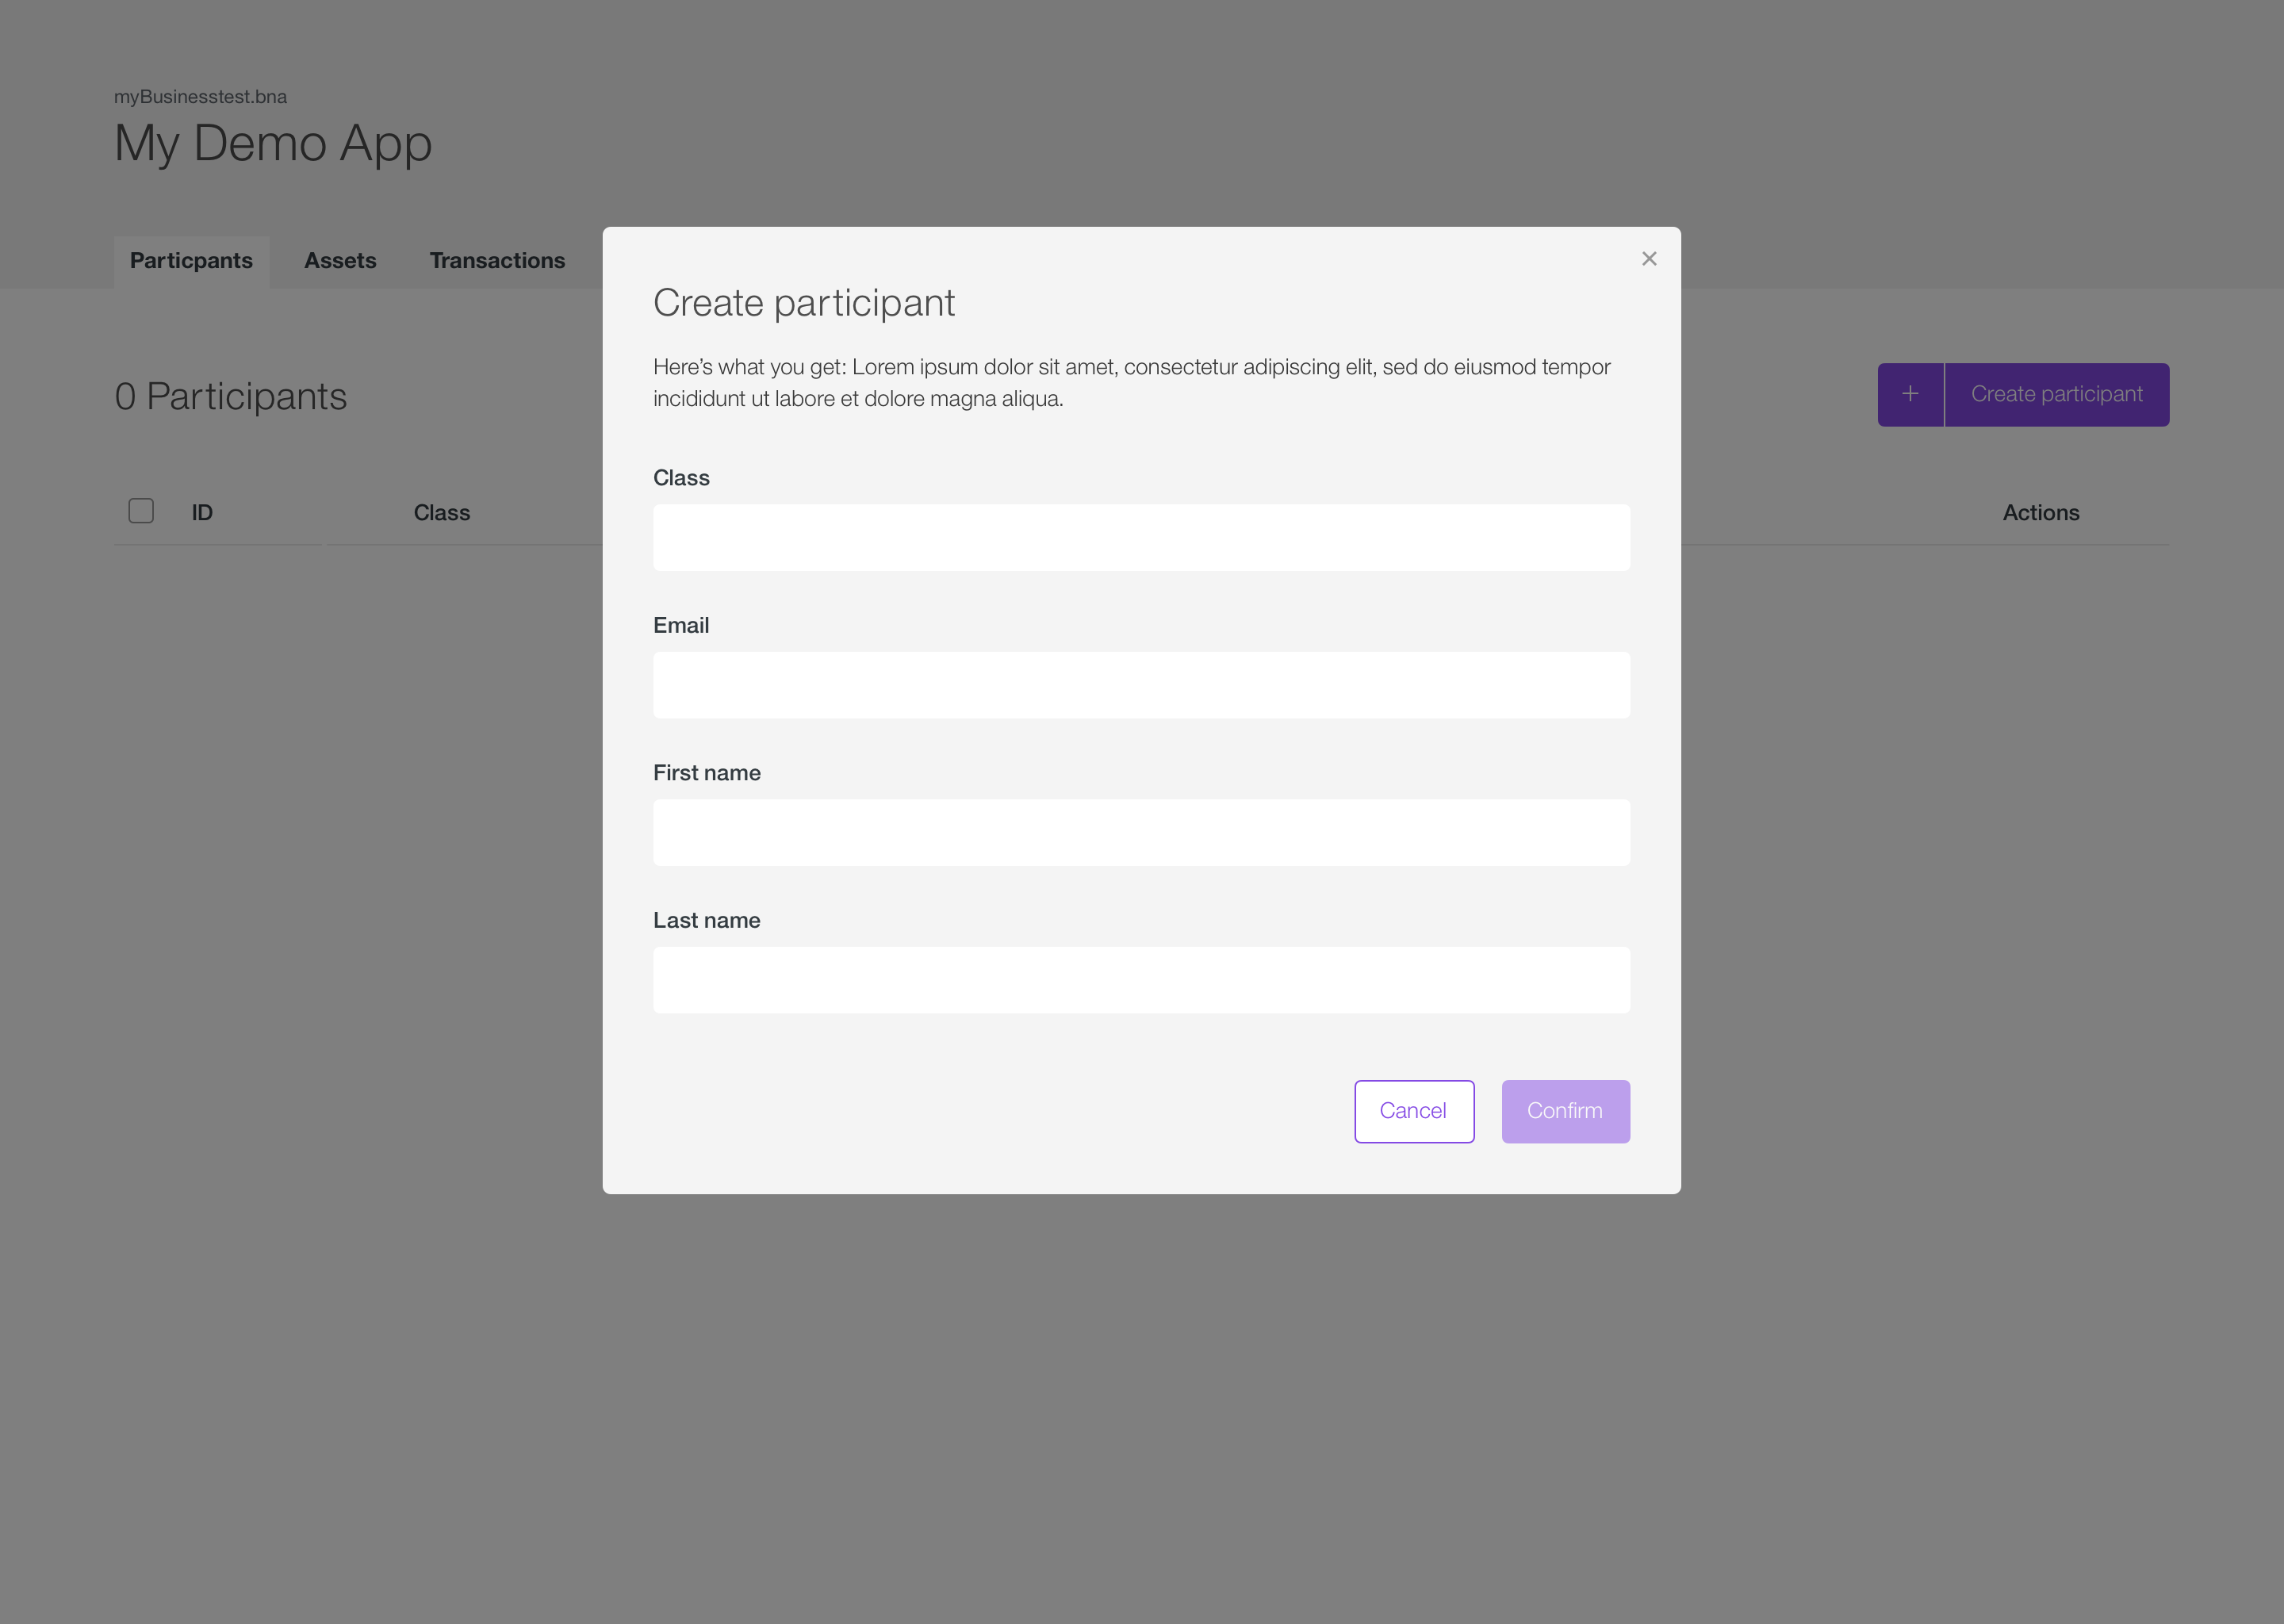 myBusinesstest.bna
My Demo App
Particpants Assets Transactions
0 Participants
+ Create participant
ID Class Actions
×
Create participant
Here’s what you get: Lorem ipsum dolor sit amet, consectetur adipiscing elit, sed do eiusmod tempor
incididunt ut labore et dolore magna aliqua.
Class
Email
First name
Last name
Cancel Confirm